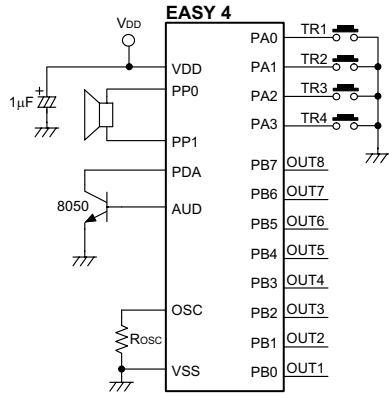 EASY 4
VDD
PA0 TR1
VDD
PA1 TR2
PP0
1µF +
PA2 TR3
PA3 TR4
PP1
PB7 OUT8
PDA
PB6 OUT7
8050
AUD
PB5 OUT6
PB4 OUT5
PB3 OUT4
OSC
PB2 OUT3
ROSC
PB1 OUT2
VSS
PB0 OUT1